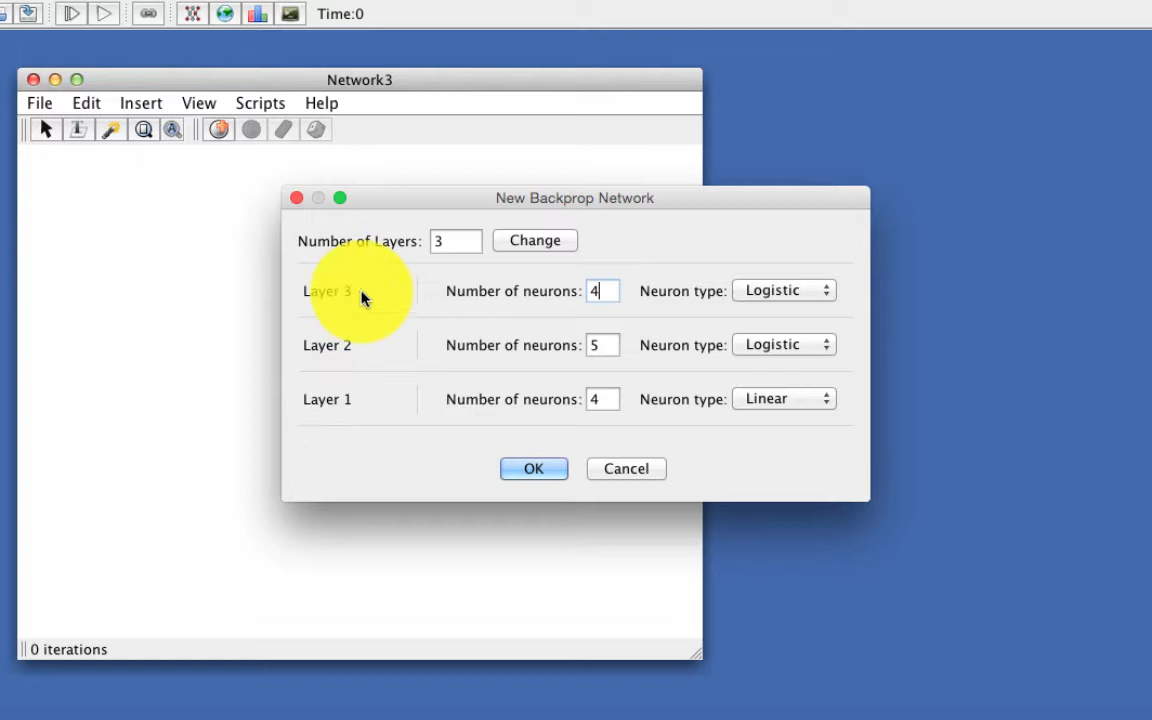 Time:0
Network3
File Edit Insert View Scripts Help
New Backprop Network
Number of Layers: 3 Change
Layer 3 Number of neurons: 4 Neuron type: Logistic
Layer 2 Number of neurons: 5 Neuron type: Logistic
Layer 1 Number of neurons: 4 Neuron type: Linear
OK Cancel
0 iterations